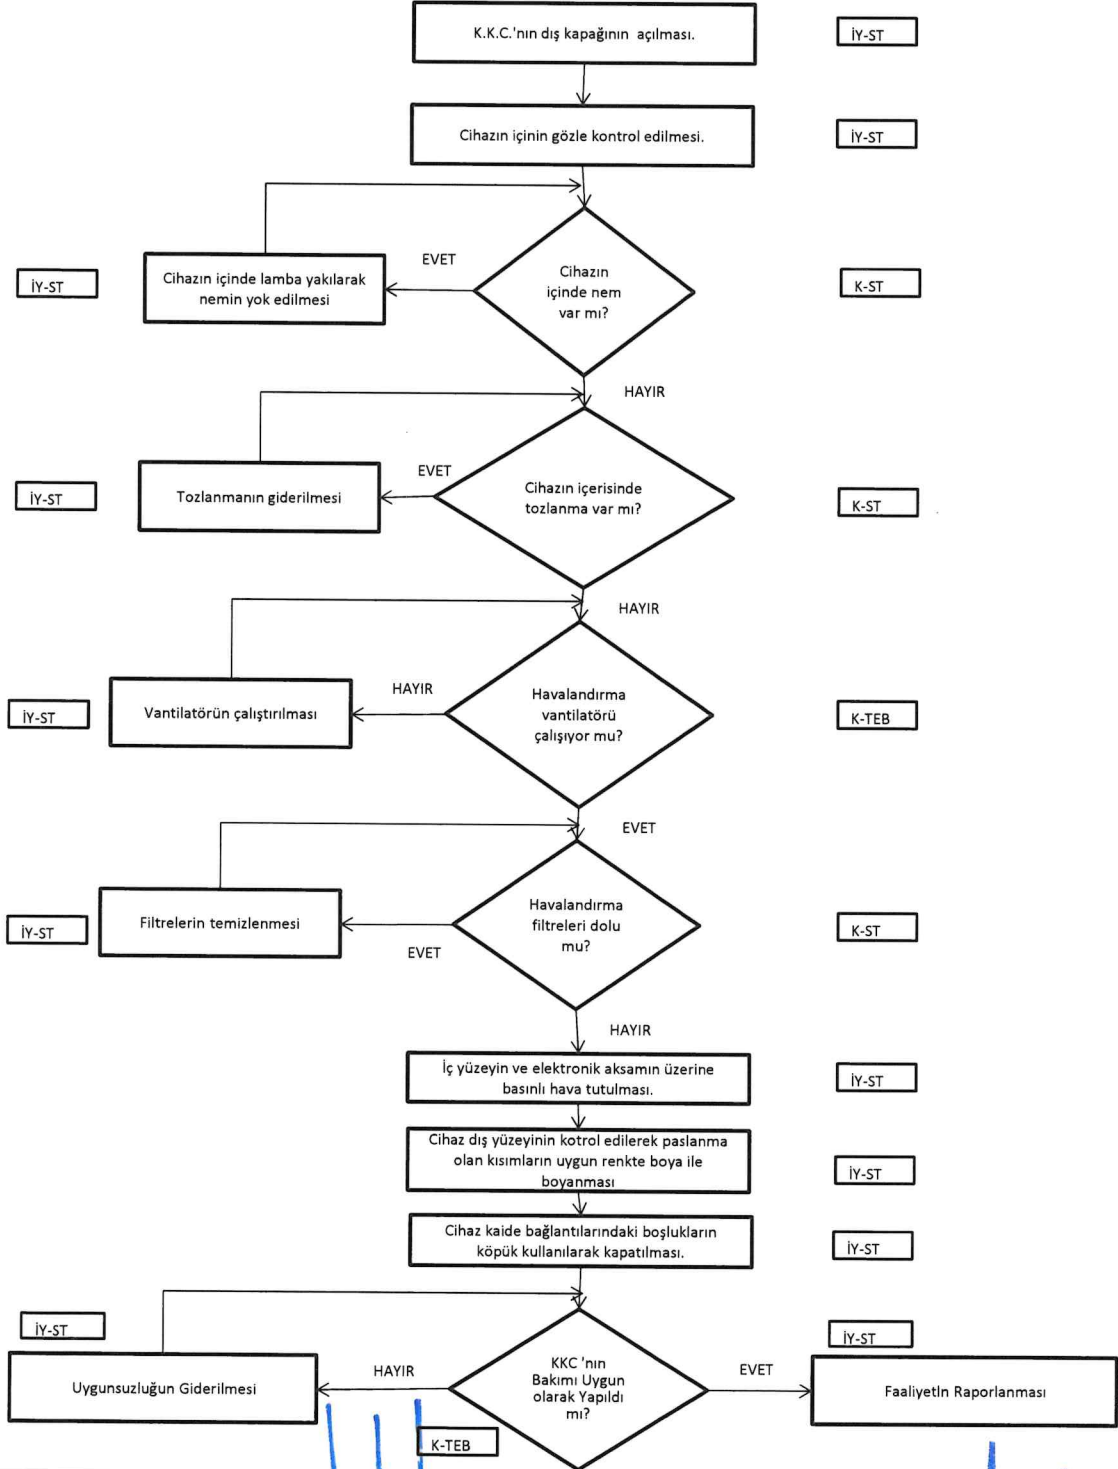 K.K.C.'nın dış kapağının açılması.
İY-ST
Cihazın içinin gözle kontrol edilmesi.
İY-ST
EVET
Cihazın
içinde nem
var mı?
Cihazın içinde lamba yakılarak
nemin yok edilmesi
İY-ST
K-ST
HAYIR
EVET
Cihazın içerisinde
tozlanma var mı?
Tozlanmanın giderilmesi
İY-ST
K-ST
HAYIR
HAYIR
Havalandırma
vantilatörü
çalışıyor mu?
Vantilatörün çalıştırılması
İY-ST
K-TEB
EVET
Havalandırma
filtreleri dolu
mu?
Filtrelerin temizlenmesi
İY-ST
K-ST
EVET
HAYIR
İç yüzeyin ve elektronik aksamın üzerine
basınlı hava tutulması.
İY-ST
Cihaz dış yüzeyinin kotrol edilerek paslanma
olan kısımların uygun renkte boya ile
boyanması
İY-ST
Cihaz kaide bağlantılarındaki boşlukların
köpük kullanılarak kapatılması.
İY-ST
İY-ST
İY-ST
Uygunsuzluğun Giderilmesi
HAYIR
KKC 'nın
Bakımı Uygun
olarak Yapıldı
mı?
EVET
Faaliyetln Raporlanması
K-TEB